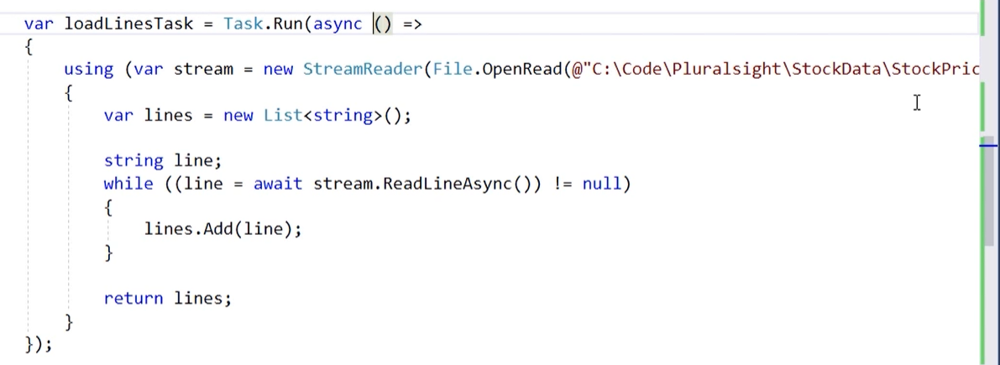 var loadLinesTask = Task.Run(async () =>
{
    using (var stream = new StreamReader(File.OpenRead(@"C:\Code\Pluralsight\StockData\StockPric
    {
        var lines = new List<string>();

        string line;
        while ((line = await stream.ReadLineAsync()) != null)
        {
            lines.Add(line);
        }

        return lines;
    }
});